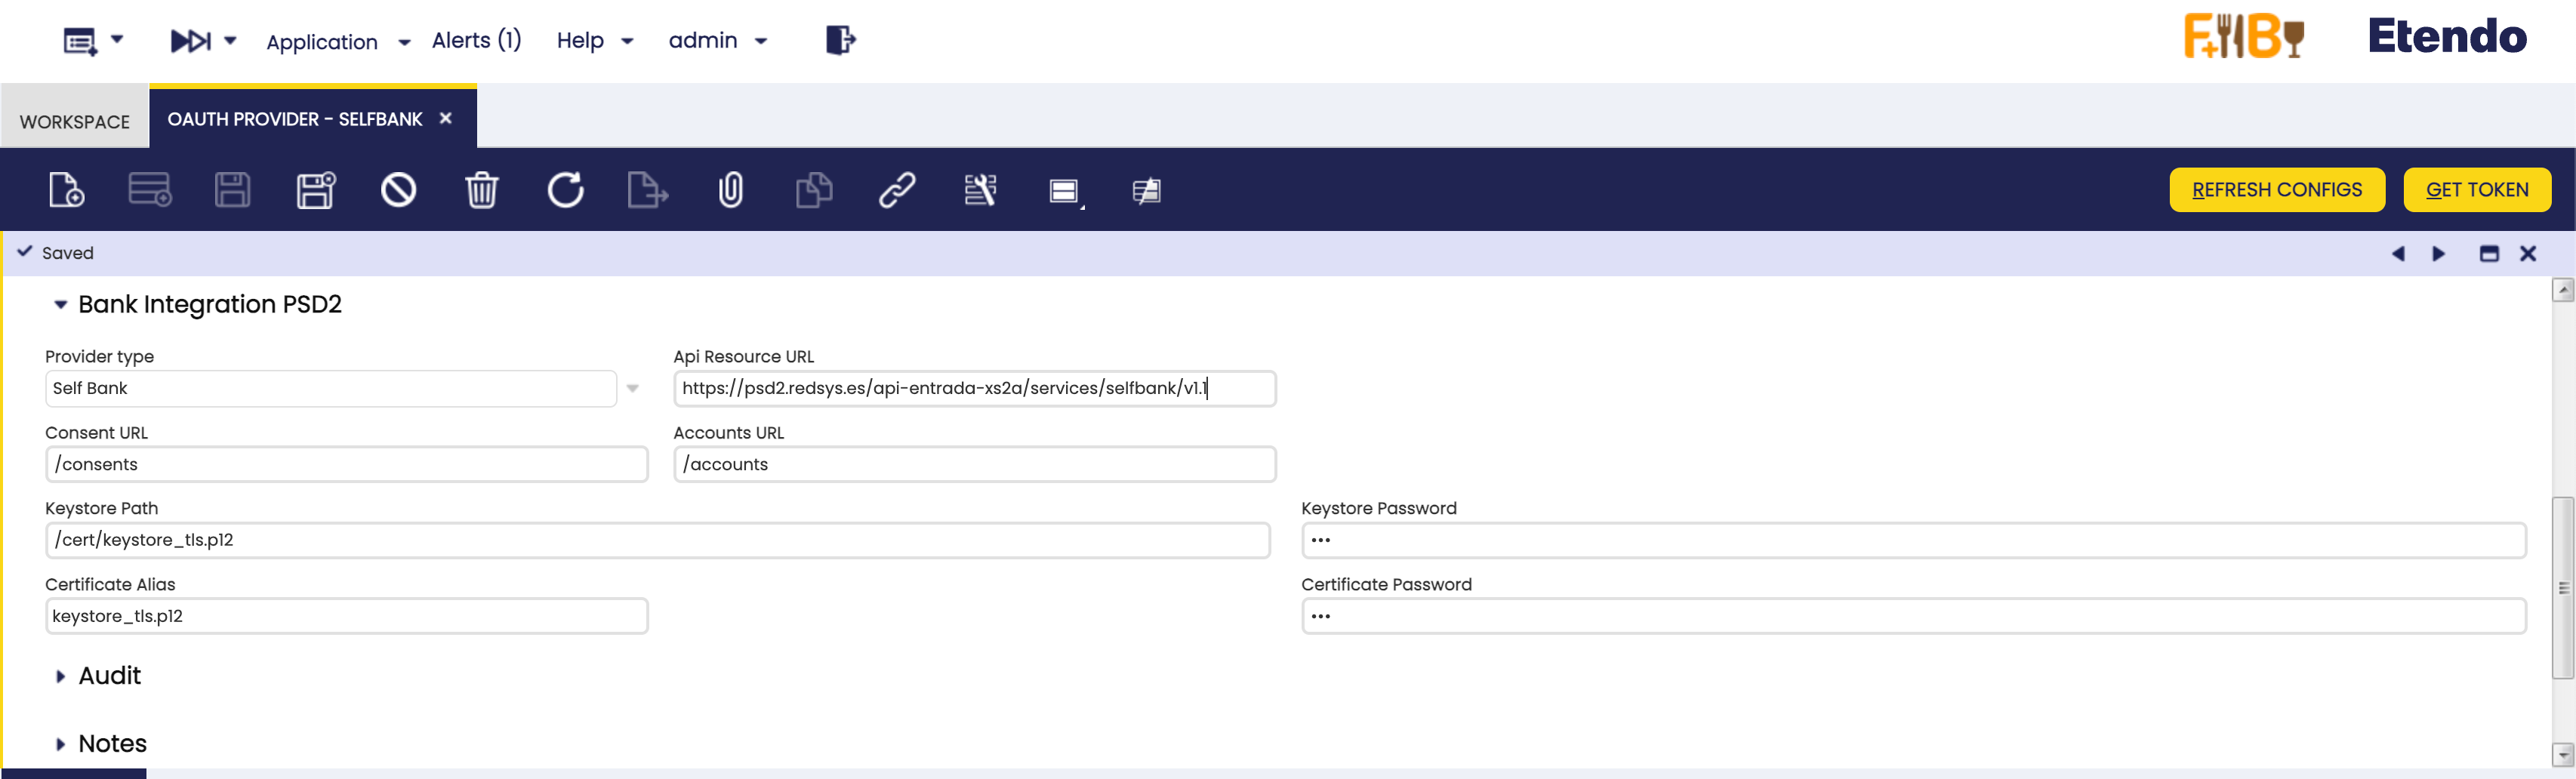 Application Alerts (1) Help admin F+B Etendo
WORKSPACE OAUTH PROVIDER - SELFBANK
REFRESH CONFIGS GET TOKEN
Saved
Bank Integration PSD2
Provider type Api Resource URL
Self Bank https://psd2.redsys.es/api-entrada-xs2a/services/selfbank/v1.1
Consent URL Accounts URL
/consents /accounts
Keystore Path Keystore Password
/cert/keystore_tls.p12 •••
Certificate Alias Certificate Password
keystore_tls.p12 •••
Audit
Notes